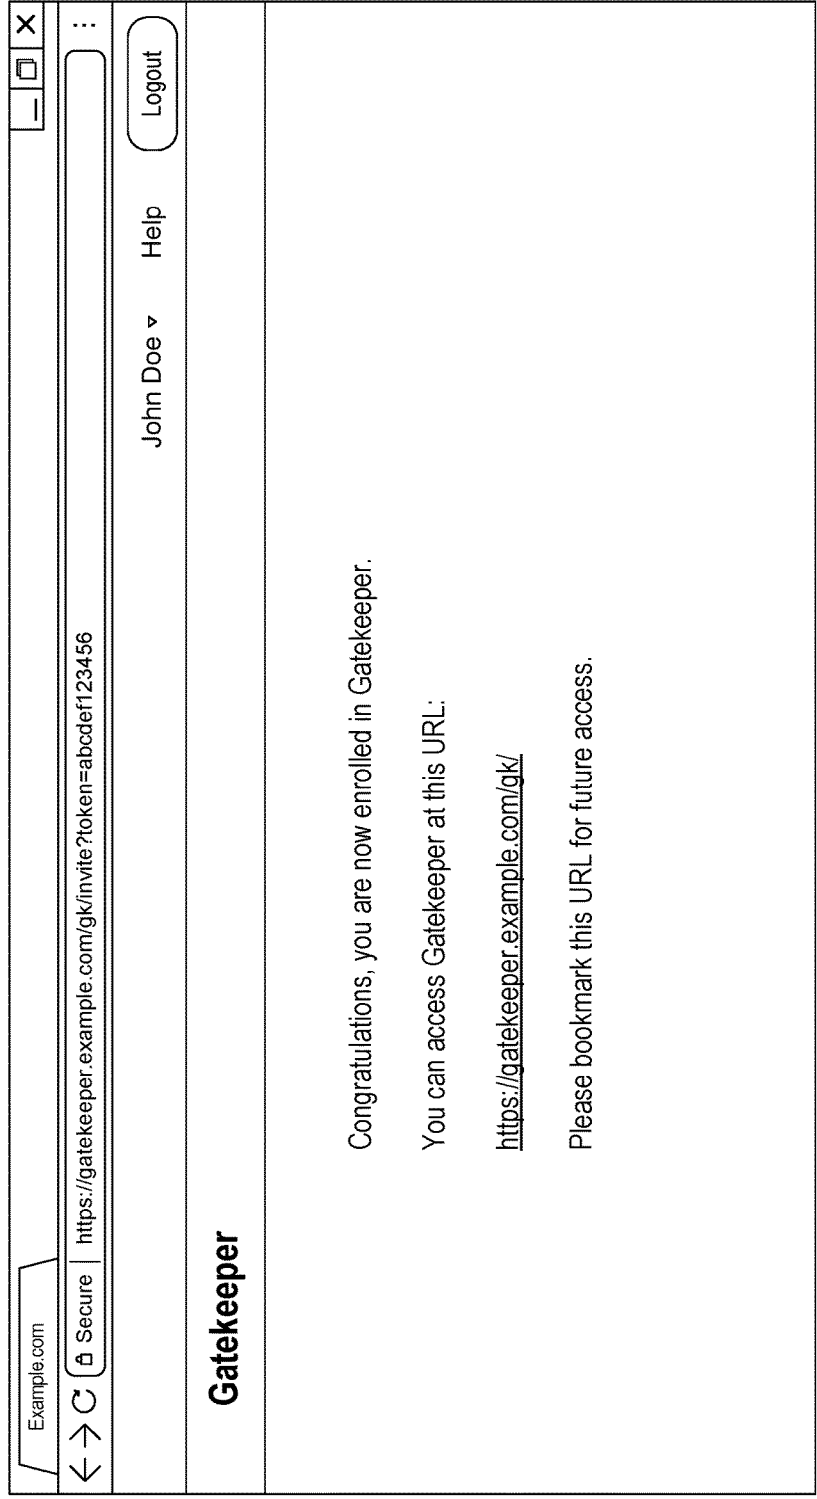 Example.com
Secure | https://gatekeeper.example.com/gk/invite?token=abcdef123456
John Doe Help Logout
Gatekeeper
Congratulations, you are now enrolled in Gatekeeper.
You can access Gatekeeper at this URL:
https://gatekeeper.example.com/gk/
Please bookmark this URL for future access.